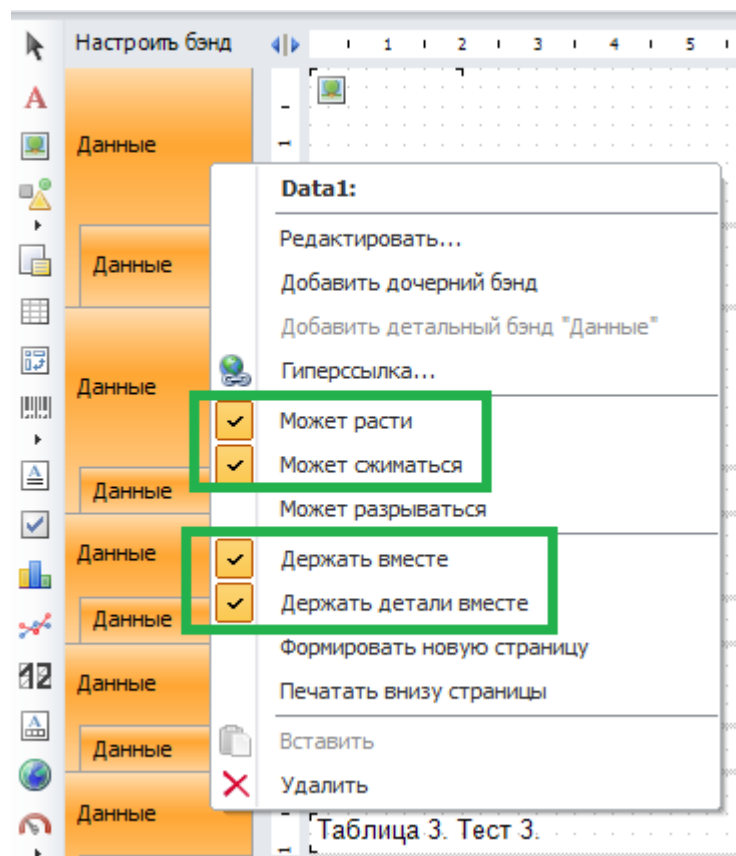 Настроить бэнд
1 2 3 4 5
Данные
1
Data1:
Данные
Редактировать...
Добавить дочерний бэнд
Добавить детальный бэнд "Данные"
Гиперссылка...
Данные
Может расти
Может сжиматься
Данные
Может разрываться
Данные
Держать вместе
Держать детали вместе
Данные
Формировать новую страницу
Данные
Печатать внизу страницы
Данные
Вставить
Удалить
Данные
Таблица 3. Тест 3.